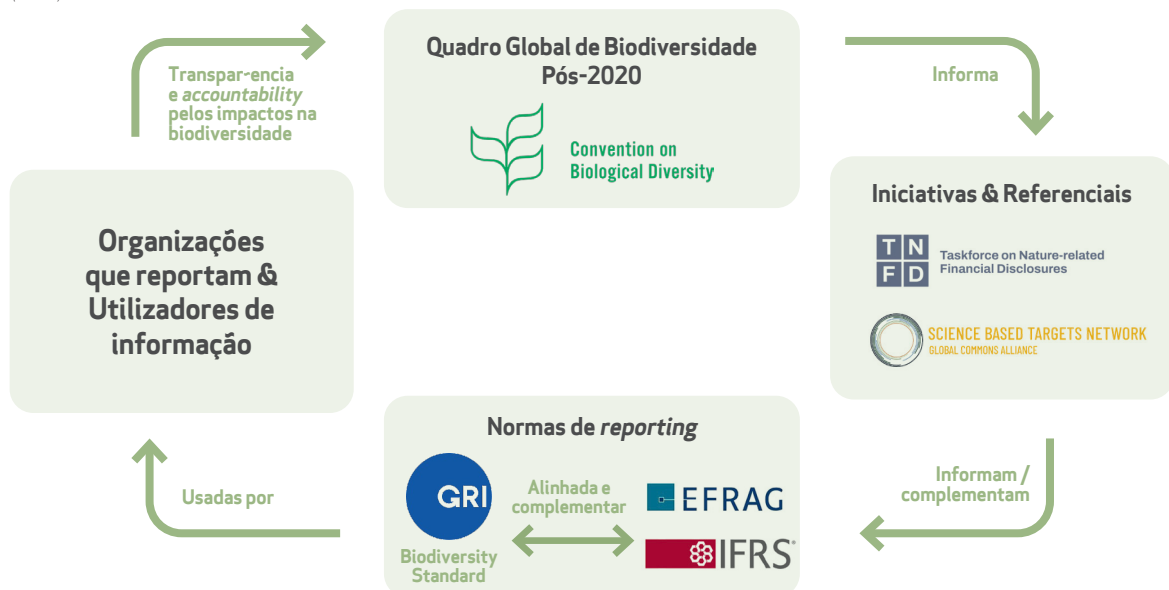 Quadro Global de Biodiversidade
Pós-2020
Convention on
Biological Diversity
Transpar-encia
e accountability
pelos impactos na
biodiversidade
Informa
Organizações
que reportam &
Utilizadores de
informação
Iniciativas & Referenciais
TN
FD
Taskforce on Nature-related
Financial Disclosures
SCIENCE BASED TARGETS NETWORK
GLOBAL COMMONS ALLIANCE
Normas de reporting
GRI
Biodiversity
Standard
Alinhada e
complementar
EFRAG
IFRS
Usadas por
Informam /
complementam